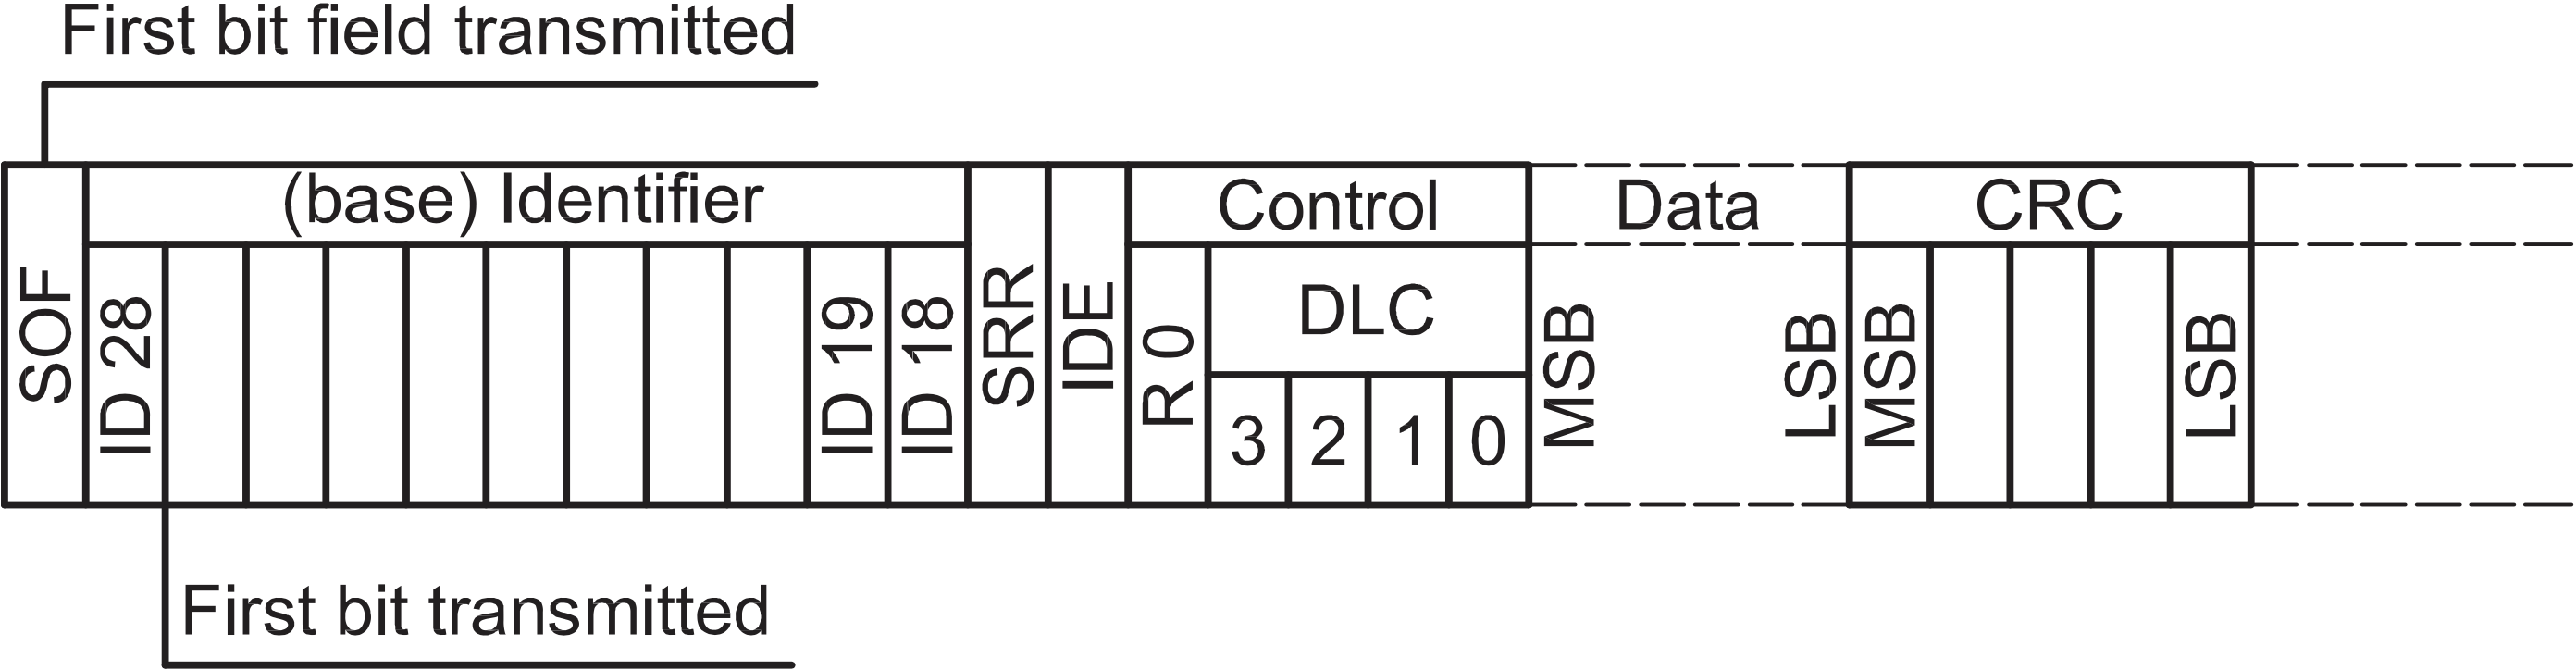 First bit field transmitted
(base) Identifier
Control
Data
CRC
SOF
ID 28
ID 19
ID 18
SRR
IDE
R 0
DLC
3
2
1
0
MSB
LSB
MSB
LSB
First bit transmitted